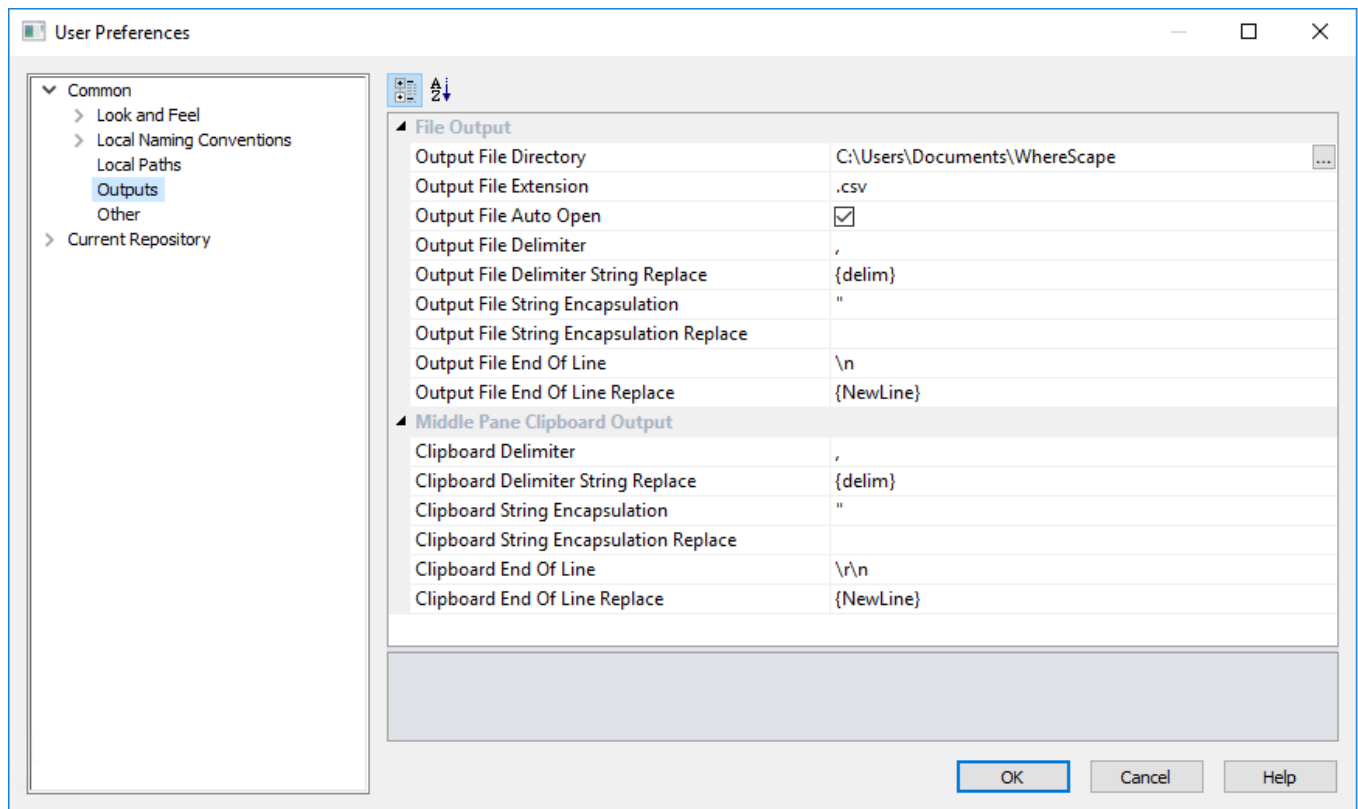 User Preferences
Common
Look and Feel
Local Naming Conventions
Local Paths
Outputs
Other
Current Repository
A
Z
File Output
Output File Directory C:\Users\Documents\WhereScape ...
Output File Extension .csv
Output File Auto Open
Output File Delimiter ,
Output File Delimiter String Replace {delim}
Output File String Encapsulation "
Output File String Encapsulation Replace
Output File End Of Line \n
Output File End Of Line Replace {NewLine}
Middle Pane Clipboard Output
Clipboard Delimiter ,
Clipboard Delimiter String Replace {delim}
Clipboard String Encapsulation "
Clipboard String Encapsulation Replace
Clipboard End Of Line \r\n
Clipboard End Of Line Replace {NewLine}
OK Cancel Help